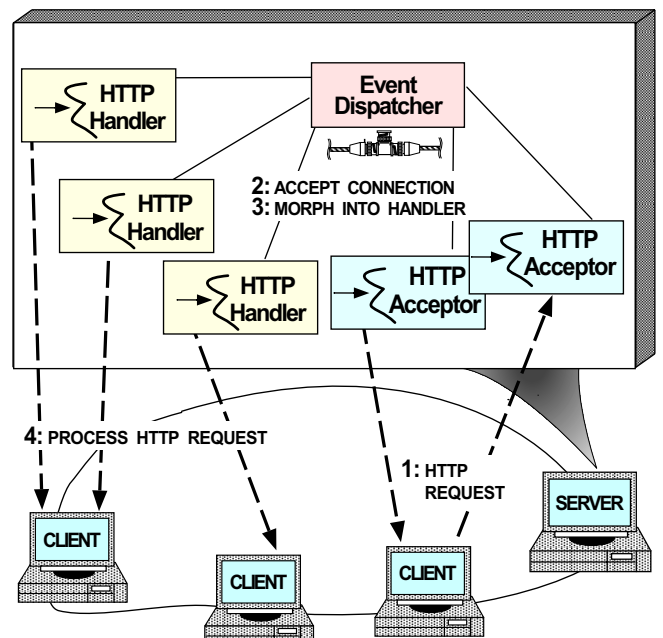 HTTP
Handler
Event
Dispatcher
HTTP
Handler
2: ACCEPT CONNECTION
3: MORPH INTO HANDLER
HTTP
Acceptor
HTTP
Handler
HTTP
Acceptor
4: PROCESS HTTP REQUEST
1: HTTP
REQUEST
SERVER
CLIENT
CLIENT
CLIENT